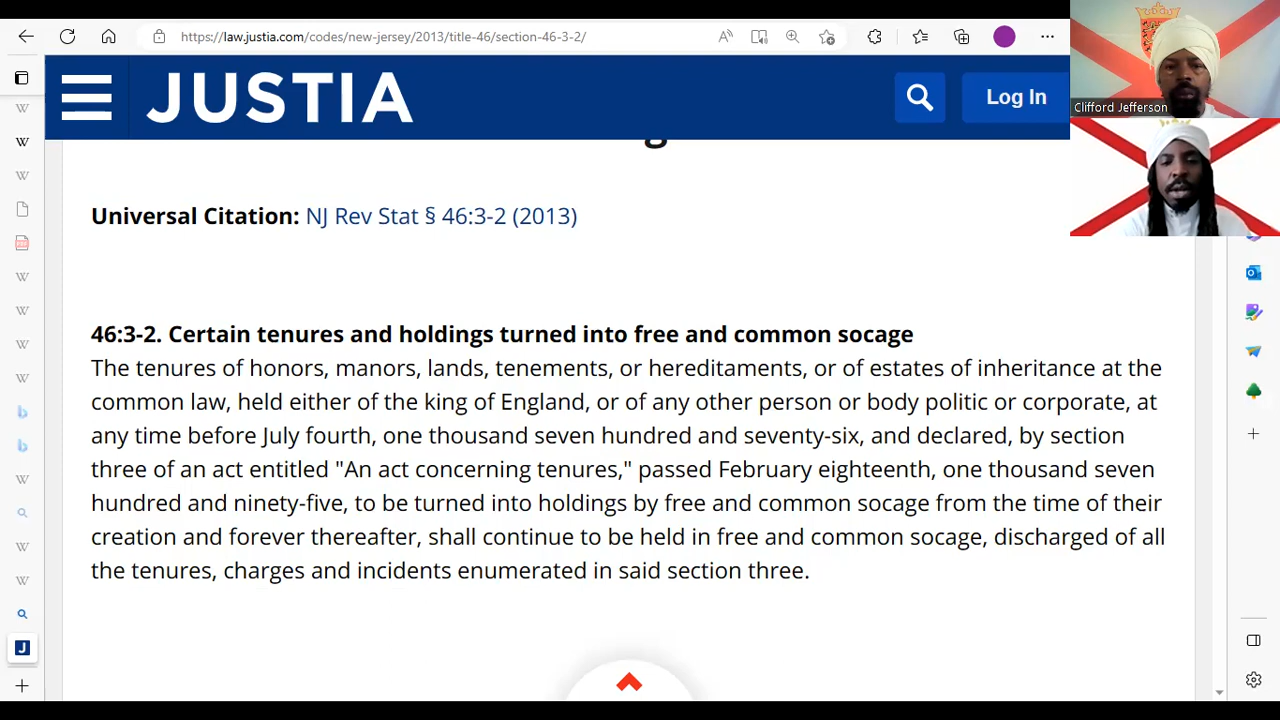 https://law.justia.com/codes/new-jersey/2013/title-46/section-46-3-2/
JUSTIA
Log In
Clifford Jefferson
Universal Citation: NJ Rev Stat § 46:3-2 (2013)
46:3-2. Certain tenures and holdings turned into free and common socage
The tenures of honors, manors, lands, tenements, or hereditaments, or of estates of inheritance at the
common law, held either of the king of England, or of any other person or body politic or corporate, at
any time before July fourth, one thousand seven hundred and seventy-six, and declared, by section
three of an act entitled "An act concerning tenures," passed February eighteenth, one thousand seven
hundred and ninety-five, to be turned into holdings by free and common socage from the time of their
creation and forever thereafter, shall continue to be held in free and common socage, discharged of all
the tenures, charges and incidents enumerated in said section three.